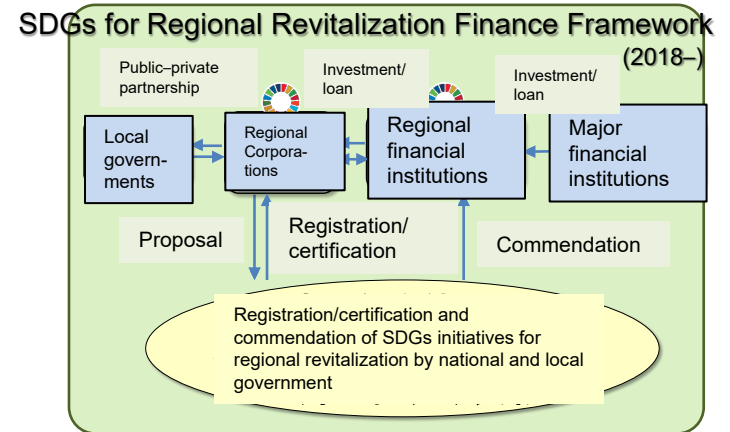 SDGs for Regional Revitalization Finance Framework
(2018–)
Public–private
partnership
Investment/
loan
Investment/
loan
Local
govern-
ments
Regional
Corpora-
tions
Regional
financial
institutions
Major
financial
institutions
Proposal
Registration/
certification
Commendation
Registration/certification and
commendation of SDGs initiatives for
regional revitalization by national and local
government